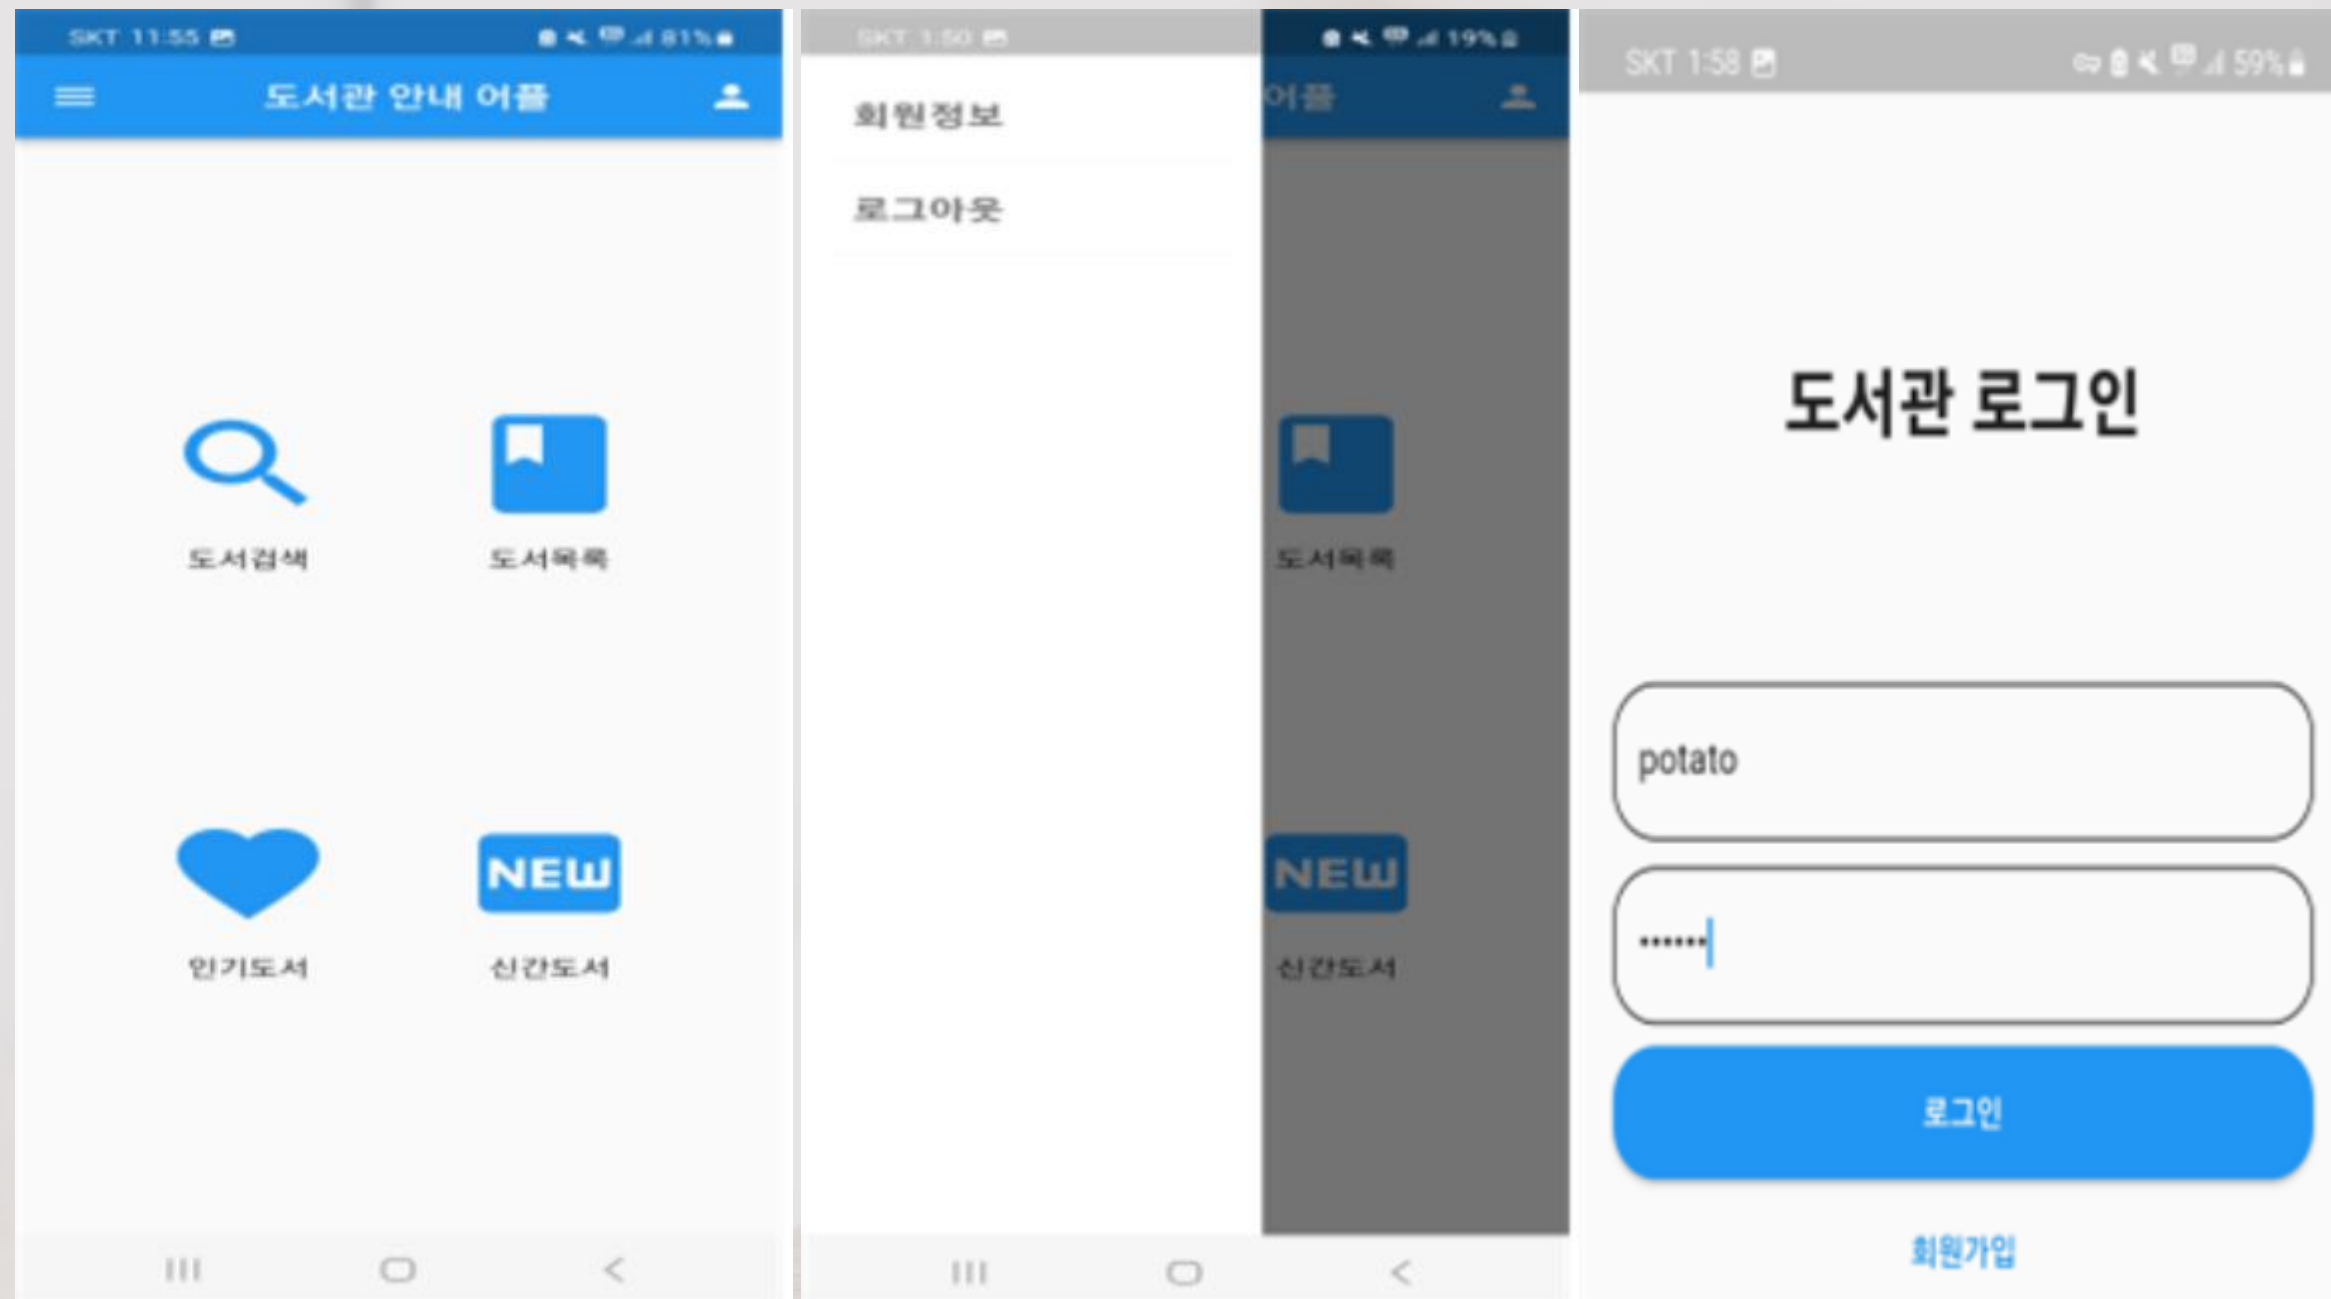 SKT 11:55
81%
도서관 안내 어플
도서검색
도서목록
인기도서
NEW
신간도서
SKT 1:50
19%
어플
회원정보
로그아웃
도서목록
NEW
신간도서
SKT 1:58
59%
도서관 로그인
potato
••••••
로그인
회원가입